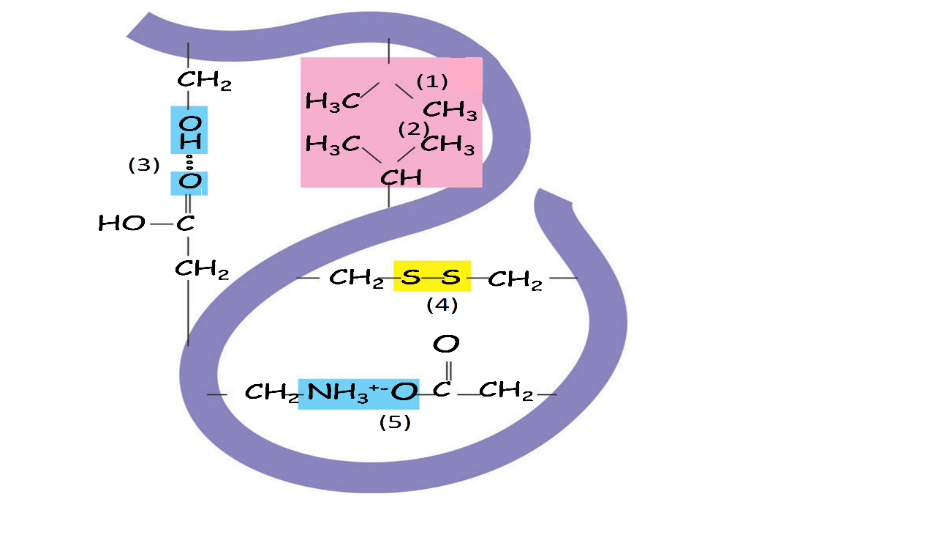 CH₂
OH
(3)
O
HO—C
CH₂
(1)
H₃C CH₃
(2)
H₃C CH₃
CH
CH₂—S—S—CH₂
(4)
O
CH₂—NH₃⁺⁻O—C—CH₂
(5)